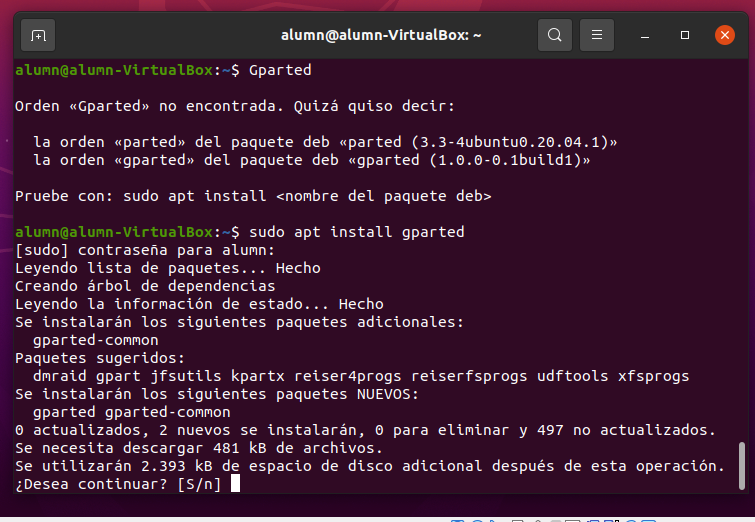 alumn@alumn-VirtualBox: ~
alumn@alumn-VirtualBox:~$ Gparted
Orden «Gparted» no encontrada. Quizá quiso decir:
la orden «parted» del paquete deb «parted (3.3-4ubuntu0.20.04.1)»
la orden «gparted» del paquete deb «gparted (1.0.0-0.1build1)»
Pruebe con: sudo apt install <nombre del paquete deb>
alumn@alumn-VirtualBox:~$ sudo apt install gparted
[sudo] contraseña para alumn:
Leyendo lista de paquetes... Hecho
Creando árbol de dependencias
Leyendo la información de estado... Hecho
Se instalarán los siguientes paquetes adicionales:
gparted-common
Paquetes sugeridos:
dmraid gpart jfsutils kpartx reiser4progs reiserfsprogs udftools xfsprogs
Se instalarán los siguientes paquetes NUEVOS:
gparted gparted-common
0 actualizados, 2 nuevos se instalarán, 0 para eliminar y 497 no actualizados.
Se necesita descargar 481 kB de archivos.
Se utilizarán 2.393 kB de espacio de disco adicional después de esta operación.
¿Desea continuar? [S/n]